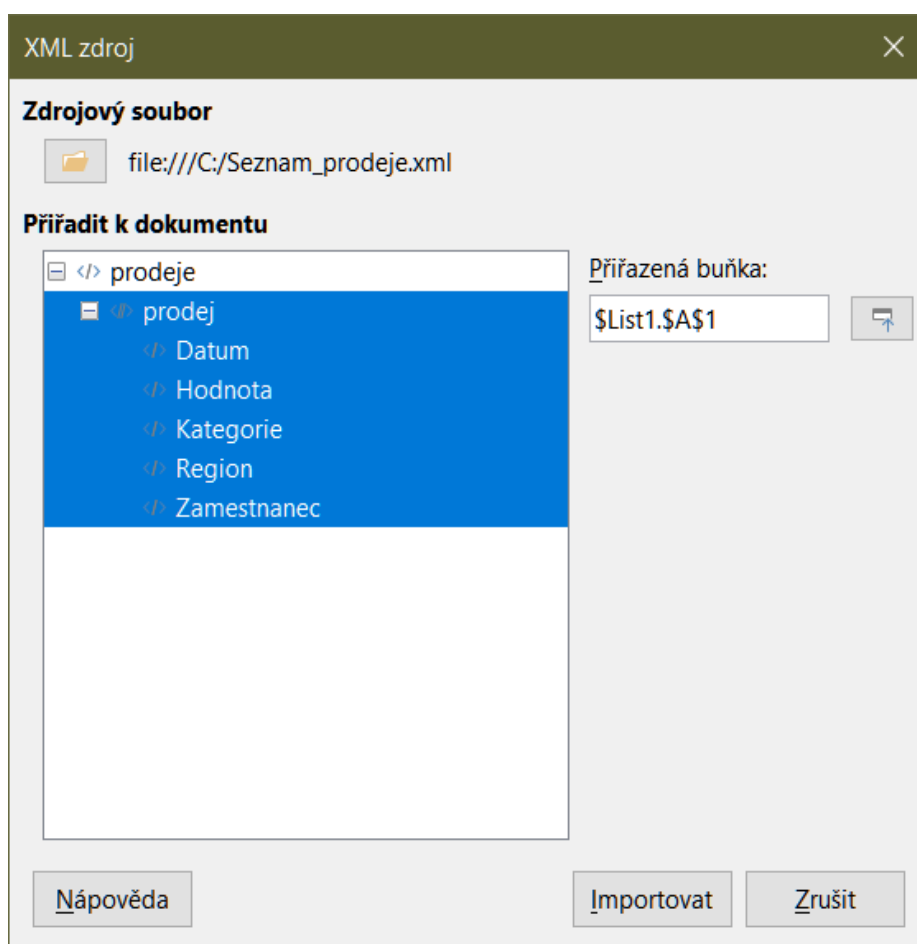 XML zdroj
Zdrojový soubor
file:///C:/Seznam_prodeje.xml
Přiřadit k dokumentu
prodeje
prodej
Datum
Hodnota
Kategorie
Region
Zamestnanec
Přiřazená buňka:
$List1.$A$1
Nápověda
Importovat
Zrušit